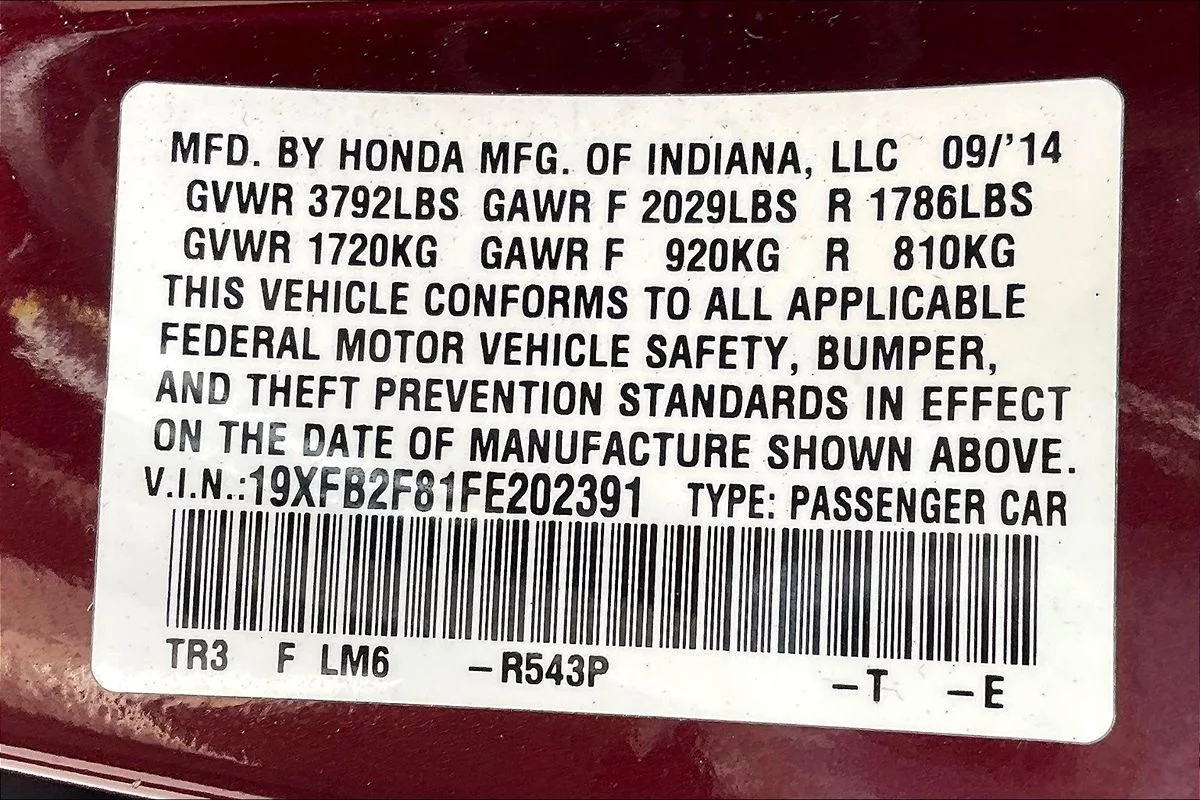 MFD. BY HONDA MFG. OF INDIANA, LLC 09/'14
GVWR 3792LBS GAWR F 2029LBS R 1786LBS
GVWR 1720KG GAWR F 920KG R 810KG
THIS VEHICLE CONFORMS TO ALL APPLICABLE
FEDERAL MOTOR VEHICLE SAFETY, BUMPER,
AND THEFT PREVENTION STANDARDS IN EFFECT
ON THE DATE OF MANUFACTURE SHOWN ABOVE.
V.I.N.:19XFB2F81FE202391 TYPE: PASSENGER CAR
TR3 F LM6 –R543P –T –E